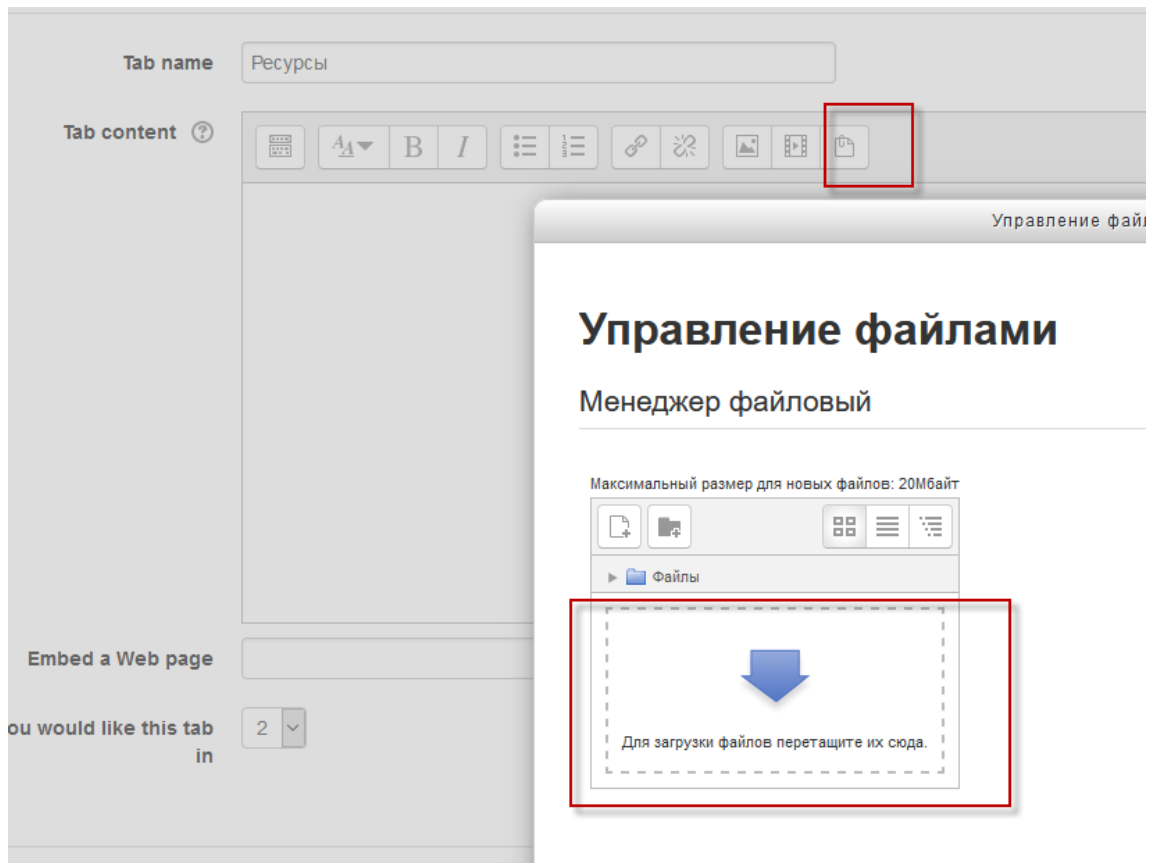 Tab name
Ресурсы
Tab content
Управление фай
Управление файлами
Менеджер файловый
Максимальный размер для новых файлов: 20Мбайт
Файлы
Для загрузки файлов перетащите их сюда.
Embed a Web page
ou would like this tab
in
2